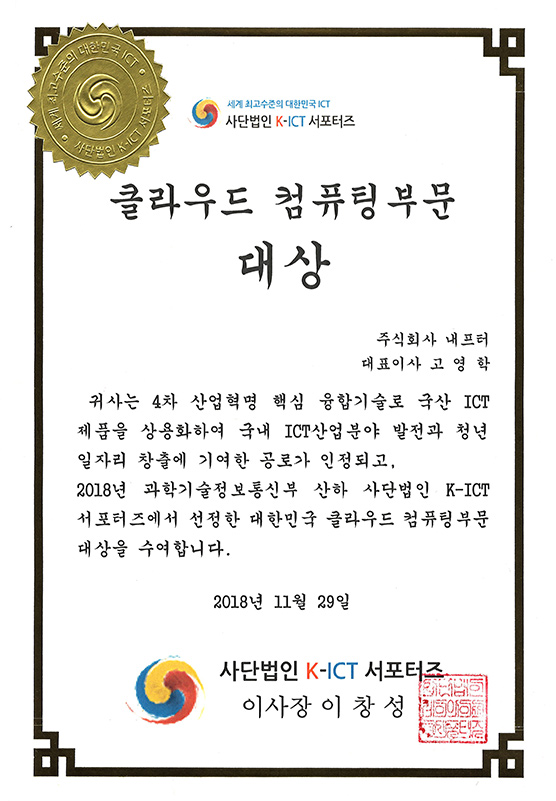 세계 최고수준의 대한민국 ICT
사단법인 K-ICT 서포터즈
세계 최고수준의 대한민국 ICT
사단법인 K-ICT 서포터즈
클라우드 컴퓨팅부문
대상
주식회사 내프터
대표이사 고 영 학
귀사는 4차 산업혁명 핵심 융합기술로 국산 ICT
제품을 상용화하여 국내 ICT산업분야 발전과 청년
일자리 창출에 기여한 공로가 인정되고,
2018년 과학기술정보통신부 산하 사단법인 K-ICT
서포터즈에서 선정한 대한민국 클라우드 컴퓨팅부문
대상을 수여합니다.
2018년 11월 29일
사단법인 K-ICT 서포터즈
이사장 이 창 성